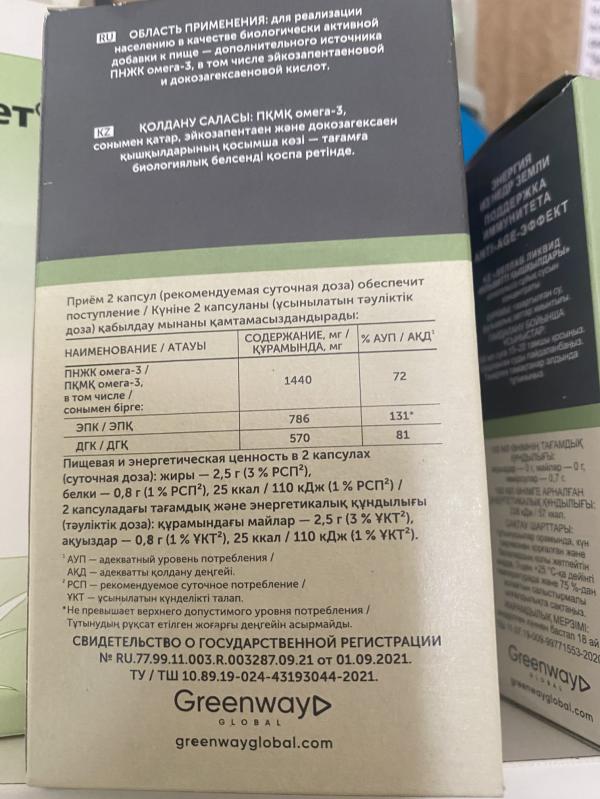 ет
RU ОБЛАСТЬ ПРИМЕНЕНИЯ: для реализации
населению в качестве биологически активной
добавки к пище — дополнительного источника
ПНЖК омега-3, в том числе эйкозапентаеновой
и докозагексаеновой кислот.
KZ ҚОЛДАНУ САЛАСЫ: ПҚМҚ омега-3,
сонымен қатар, эйкозапентаен және докозагексаен
қышқылдарының қосымша көзі — тағамға
биологиялық белсенді қоспа ретінде.
Приём 2 капсул (рекомендуемая суточная доза) обеспечит
поступление / Күніне 2 капсуланы (ұсынылатын тәуліктік
доза) қабылдау мынаны қамтамасыздандырады:
НАИМЕНОВАНИЕ / АТАУЫ
СОДЕРЖАНИЕ, мг /
ҚҰРАМЫНДА, мг
% АУП / АҚД¹
ПНЖК омега-3 /
ПҚМҚ омега-3,
в том числе /
сонымен бірге:
1440
72
ЭПК / ЭПҚ
786
131*
ДГК / ДГҚ
570
81
Пищевая и энергетическая ценность в 2 капсулах
(суточная доза): жиры — 2,5 г (3 % РСП²),
белки — 0,8 г (1 % РСП²), 25 ккал / 110 кДж (1 % РСП²) /
2 капсуладағы тағамдық және энергетикалық құндылығы
(тәуліктік доза): құрамындағы майлар — 2,5 г (3 % ҰКТ²),
ақуыздар — 0,8 г (1 % ҰКТ²), 25 ккал / 110 кДж (1 % ҰКТ²).
¹ АУП — адекватный уровень потребления /
АҚД — адекватты қолдану деңгейі.
² РСП — рекомендуемое суточное потребление /
ҰКТ — ұсынылатын күнделікті талап.
*Не превышает верхнего допустимого уровня потребления /
Тұтынудың рұқсат етілген жоғарғы деңгейін асырмайды.
СВИДЕТЕЛЬСТВО О ГОСУДАРСТВЕННОЙ РЕГИСТРАЦИИ
№ RU.77.99.11.003.R.003287.09.21 от 01.09.2021.
ТУ / ТШ 10.89.19-024-43193044-2021.
Greenway
GLOBAL
greenwayglobal.com
ЭНЕРГИЯ
ИЗ НЕДР ЗЕМЛИ
ПОДДЕРЖКА
ИММУНИТЕТА
ANTI-AGE-ЭФФЕКТ
САҚТАУ ШАРТТАРЫ:
Greenway
GLOBAL
greenwayglobal.com